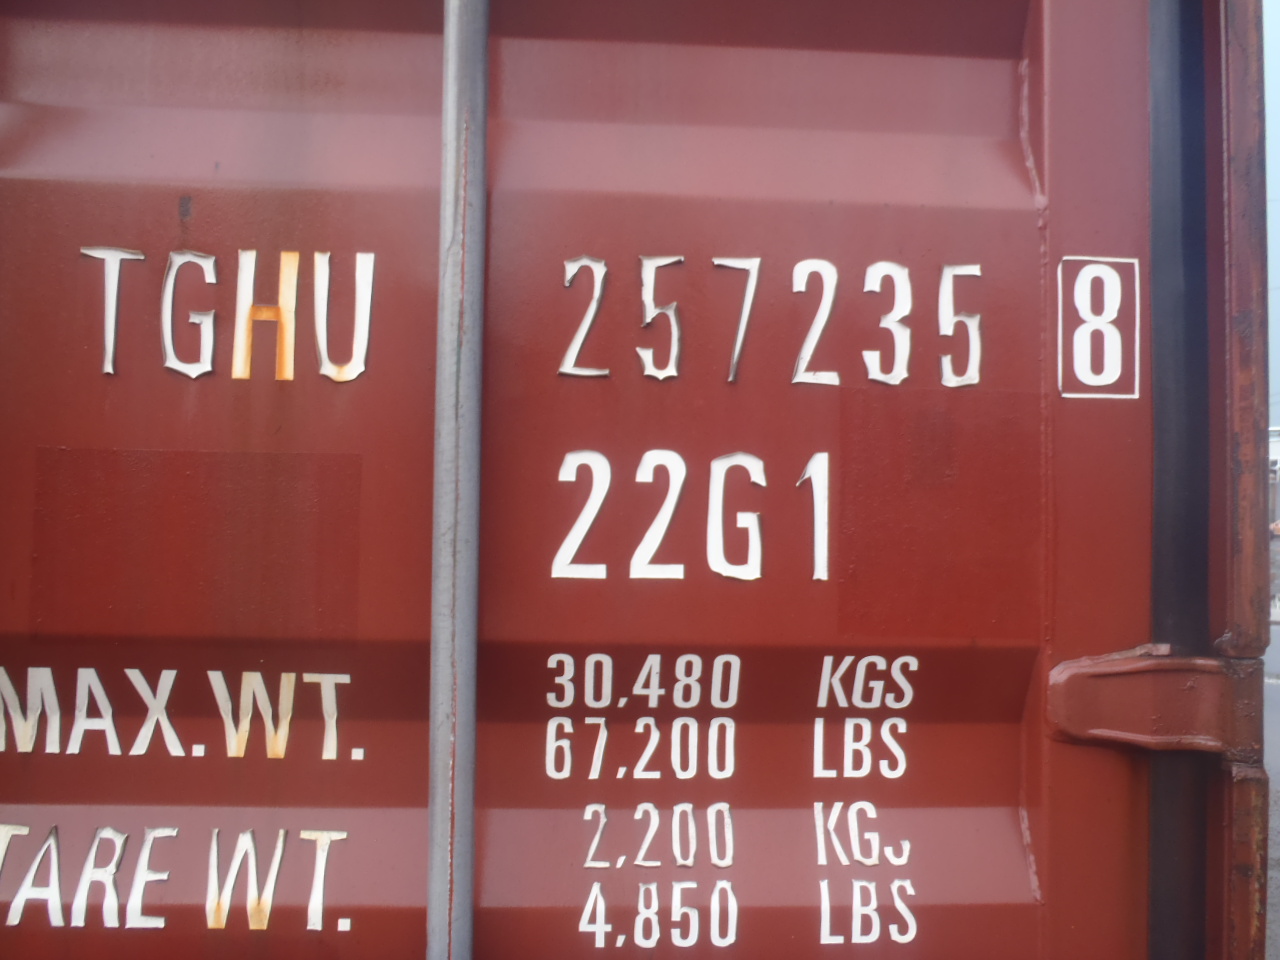 TGHU 257235 8
22G1
MAX.WT. 30,480 KGS
67,200 LBS
TARE WT. 2,200 KGS
4,850 LBS